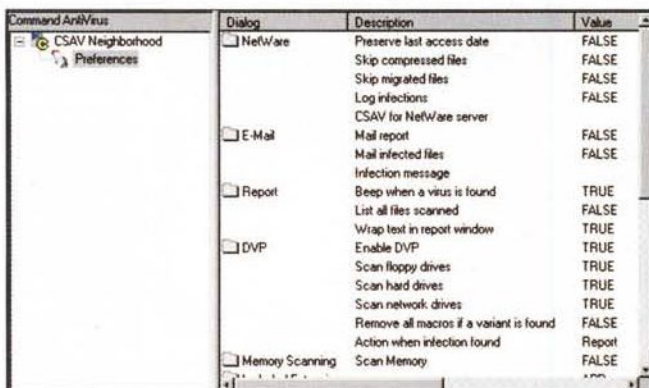 Command AntiVirus
CSAV Neighborhood
Preferences
Dialog Description Value
NetWare Preserve last access date FALSE
Skip compressed files FALSE
Skip migrated files FALSE
Log infections FALSE
CSAV for NetWare server
E-Mail Mail report FALSE
Mail infected files FALSE
Infection message
Report Beep when a virus is found TRUE
List all files scanned FALSE
Wrap text in report window TRUE
DVP Enable DVP TRUE
Scan floppy drives TRUE
Scan hard drives TRUE
Scan network drives TRUE
Remove all macros if a variant is found FALSE
Action when infection found Report
Memory Scanning Scan Memory FALSE